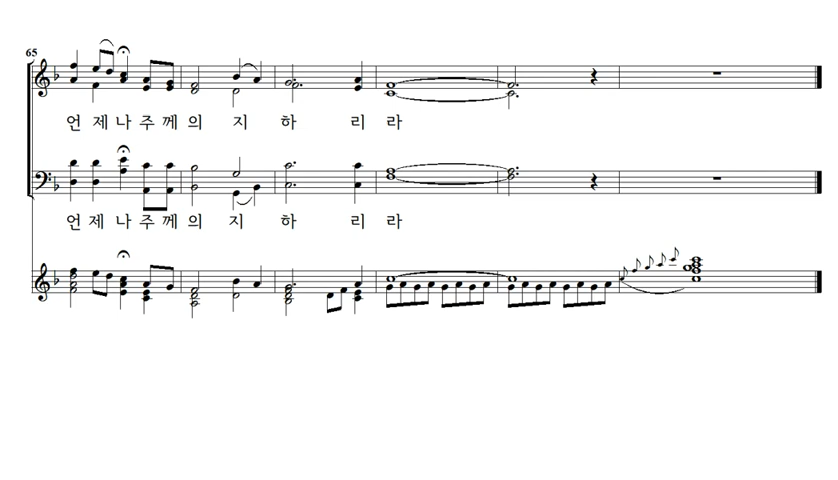 65
언 제 나 주 께 의 지 하 리 라
언 제 나 주 께 의 지 하 리 라